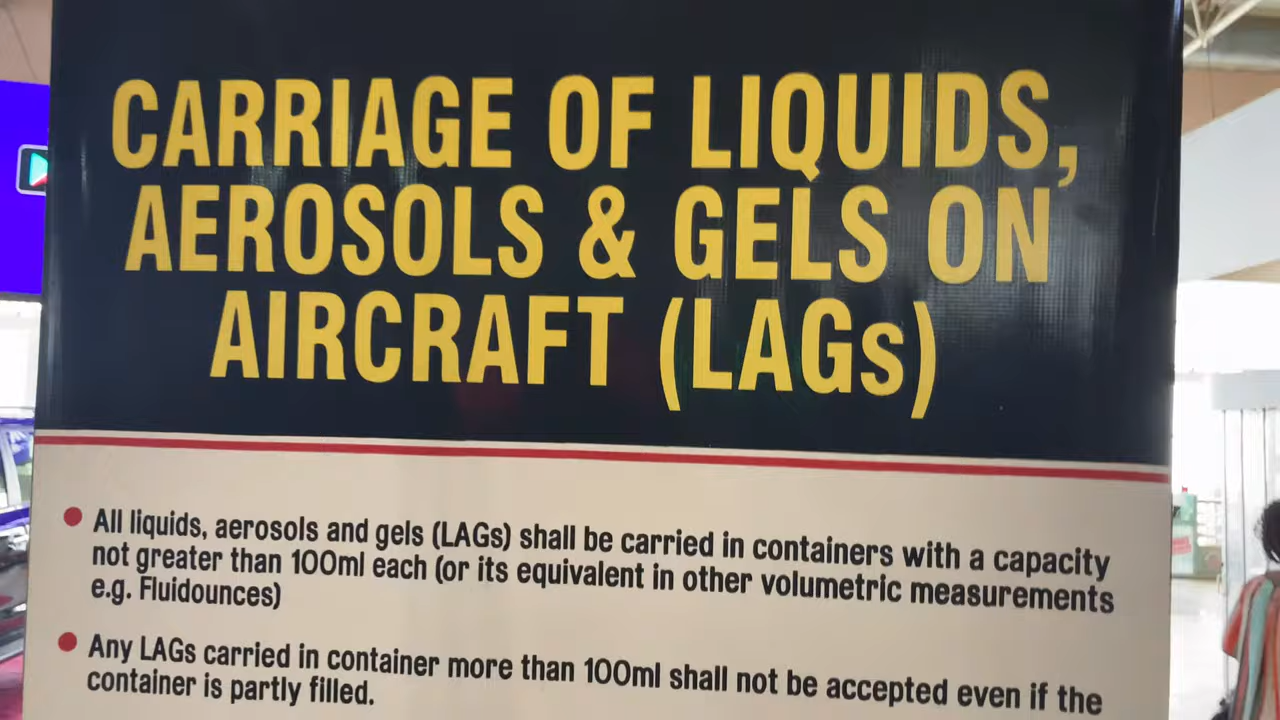 CARRIAGE OF LIQUIDS,
AEROSOLS & GELS ON
AIRCRAFT (LAGs)
All liquids, aerosols and gels (LAGs) shall be carried in containers with a capacity
not greater than 100ml each (or its equivalent in other volumetric measurements
e.g. Fluidounces)
Any LAGs carried in container more than 100ml shall not be accepted even if the
container is partly filled.